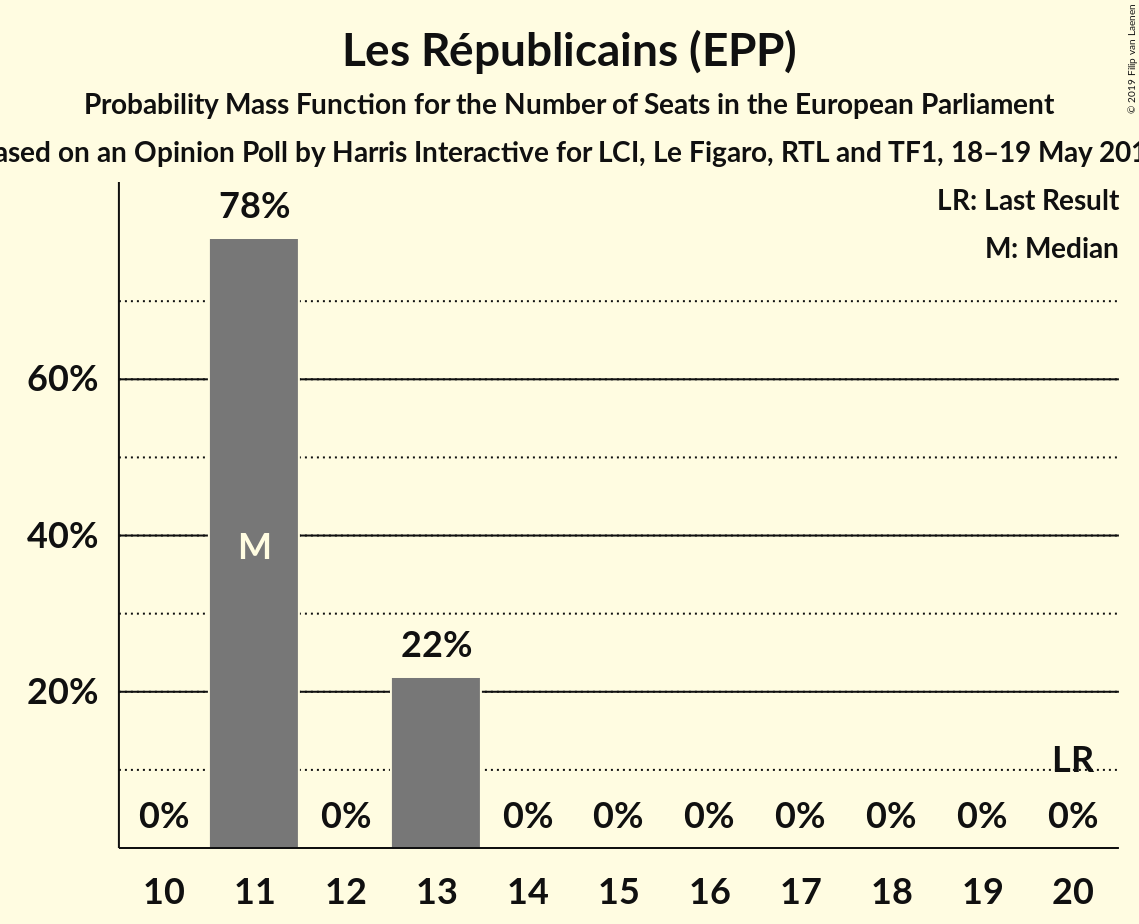 Les Républicains (EPP)
Probability Mass Function for the Number of Seats in the European Parliament
on an Opinion Poll by Harris Interactive for LCI, Le Figaro, RTL and TF1, 18–19 May
© 2019 Filip van Laenen
LR: Last Result
M: Median
78%
60%
M
40%
22%
20%
LR
0% 0% 0% 0% 0% 0% 0% 0% 0%
10 11 12 13 14 15 16 17 18 19 20